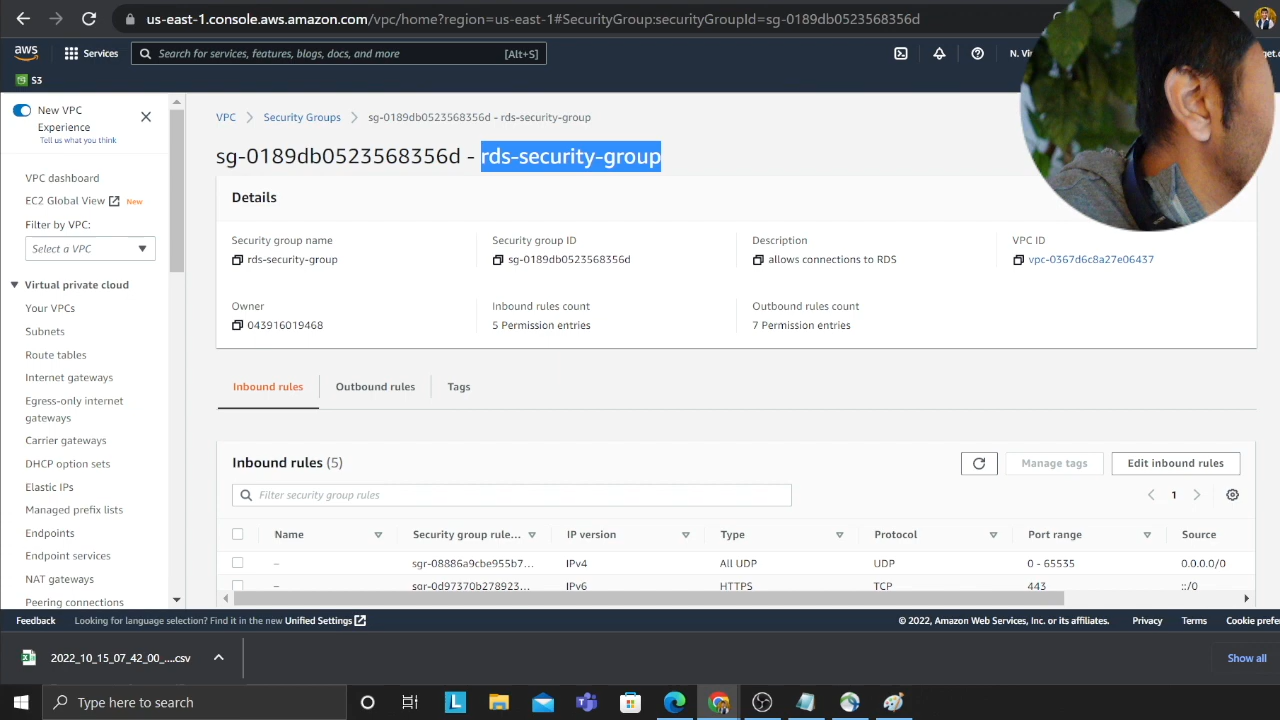 us-east-1.console.aws.amazon.com/vpc/home?region=us-east-1#SecurityGroup:securityGroupId=sg-0189db0523568356d
aws
Services
Search for services, features, blogs, docs, and more
[Alt+S]
S3
New VPC Experience
Tell us what you think
VPC dashboard
EC2 Global View
New
Filter by VPC:
Select a VPC
Virtual private cloud
Your VPCs
Subnets
Route tables
Internet gateways
Egress-only internet
gateways
Carrier gateways
DHCP option sets
Elastic IPs
Managed prefix lists
Endpoints
Endpoint services
NAT gateways
Peering connections
VPC > Security Groups > sg-0189db0523568356d - rds-security-group
sg-0189db0523568356d - rds-security-group
Details
Security group name
rds-security-group
Security group ID
sg-0189db0523568356d
Description
allows connections to RDS
VPC ID
vpc-0367d6c8a27e06437
Owner
043916019468
Inbound rules count
5 Permission entries
Outbound rules count
7 Permission entries
Inbound rules
Outbound rules
Tags
Inbound rules (5)
Manage tags
Edit inbound rules
Filter security group rules
1
Name
Security group rule...
IP version
Type
Protocol
Port range
Source
– sgr-08886a9cbe955b7... IPv4 All UDP UDP 0 - 65535 0.0.0.0/0
– sgr-0d97370b278923... IPv6 HTTPS TCP 443 ::/0
Feedback
Looking for language selection? Find it in the new Unified Settings
© 2022, Amazon Web Services, Inc. or its affiliates.
Privacy
Terms
Cookie prefe
2022_10_15_07_42_00_....csv
Show all
Type here to search